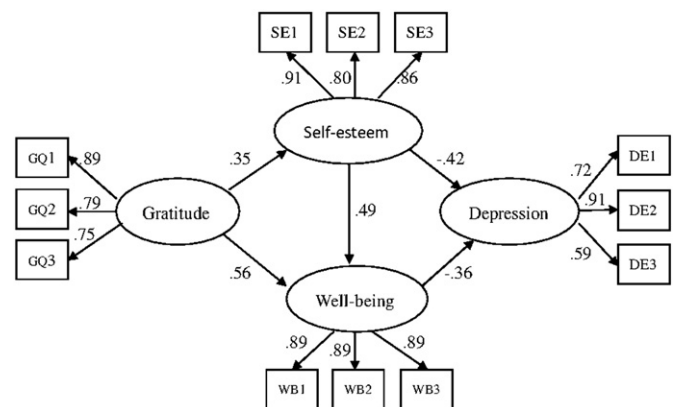 SE1
SE2
SE3
.91
.80
.86
Self-esteem
GQ1
.89
GQ2
.79
GQ3
.75
Gratitude
.35
-.42
.49
.56
-.36
Depression
.72
DE1
.91
DE2
.59
DE3
Well-being
.89
.89
.89
WB1
WB2
WB3